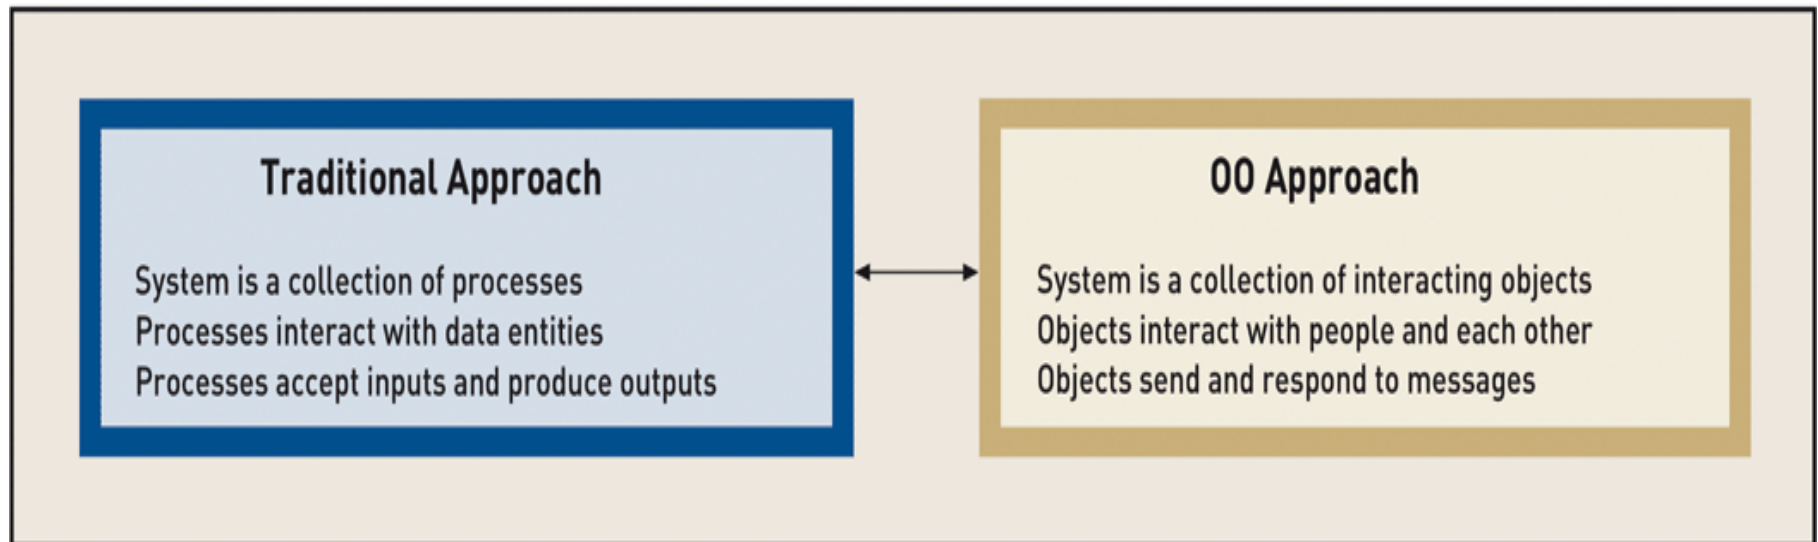 Traditional Approach
System is a collection of processes
Processes interact with data entities
Processes accept inputs and produce outputs
OO Approach
System is a collection of interacting objects
Objects interact with people and each other
Objects send and respond to messages